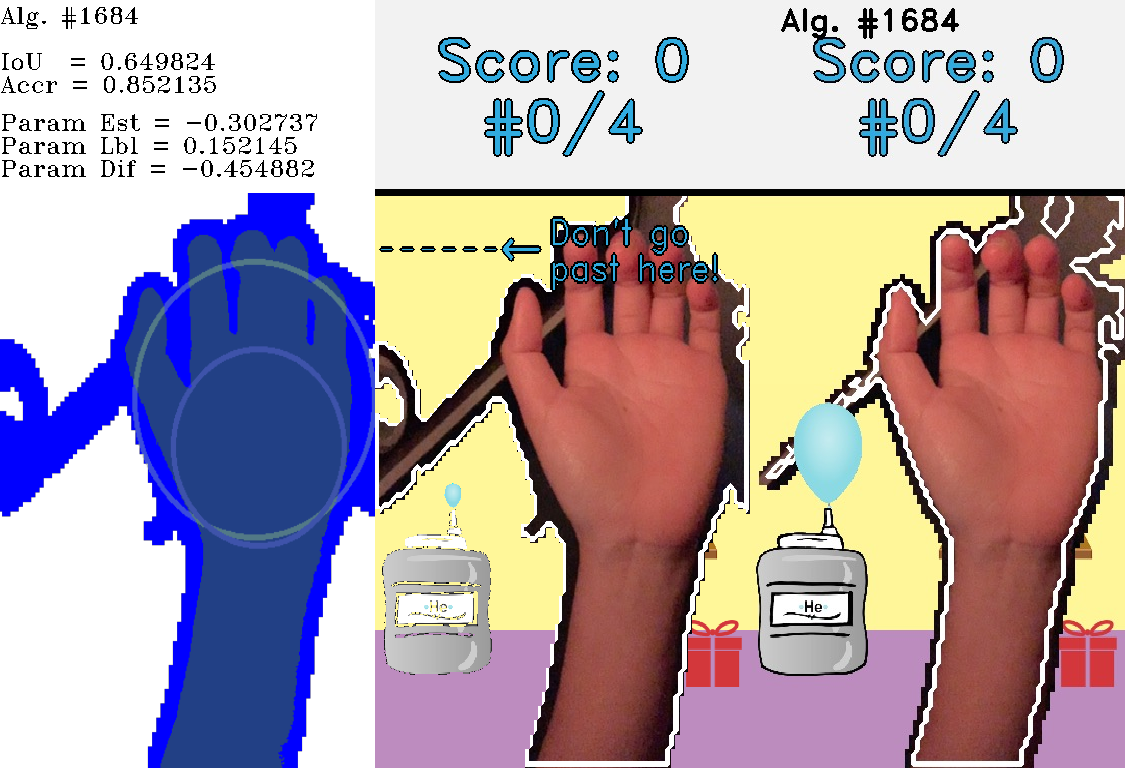 Alg. #1684
IoU = 0.649824
Accr = 0.852135
Param Est = −0.302737
Param Lbl = 0.152145
Param Dif = −0.454882
Score: 0
#0/4
Don't go
past here!
He
Alg. #1684
Score: 0
#0/4
He